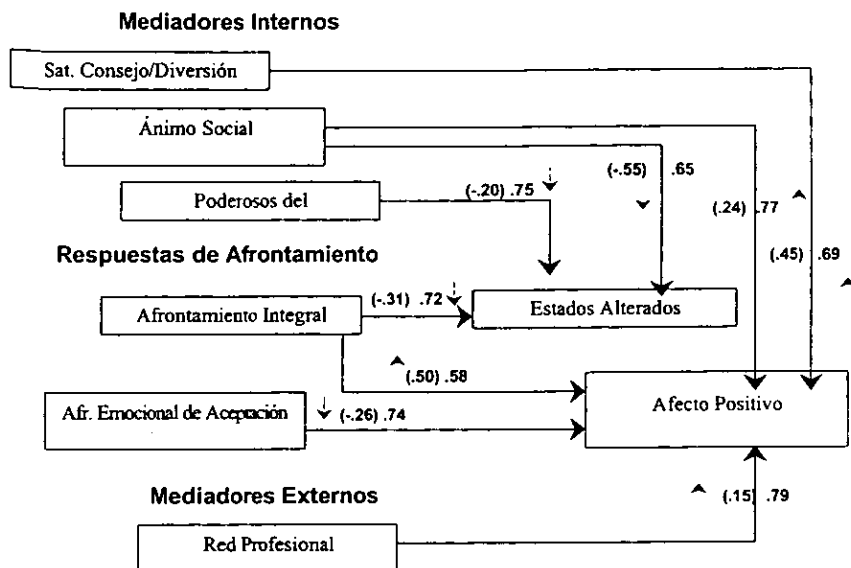 Mediadores Internos
Sat. Consejo/Diversión
Ánimo Social
Poderosos del
(-.20) .75
(-.55) .65
(.24) .77
(.45) .69
Respuestas de Afrontamiento
Afrontamiento Integral
(-.31) .72
Estados Alterados
(.50) .58
Afr. Emocional de Aceptación
(-.26) .74
Afecto Positivo
Mediadores Externos
(.15) .79
Red Profesional